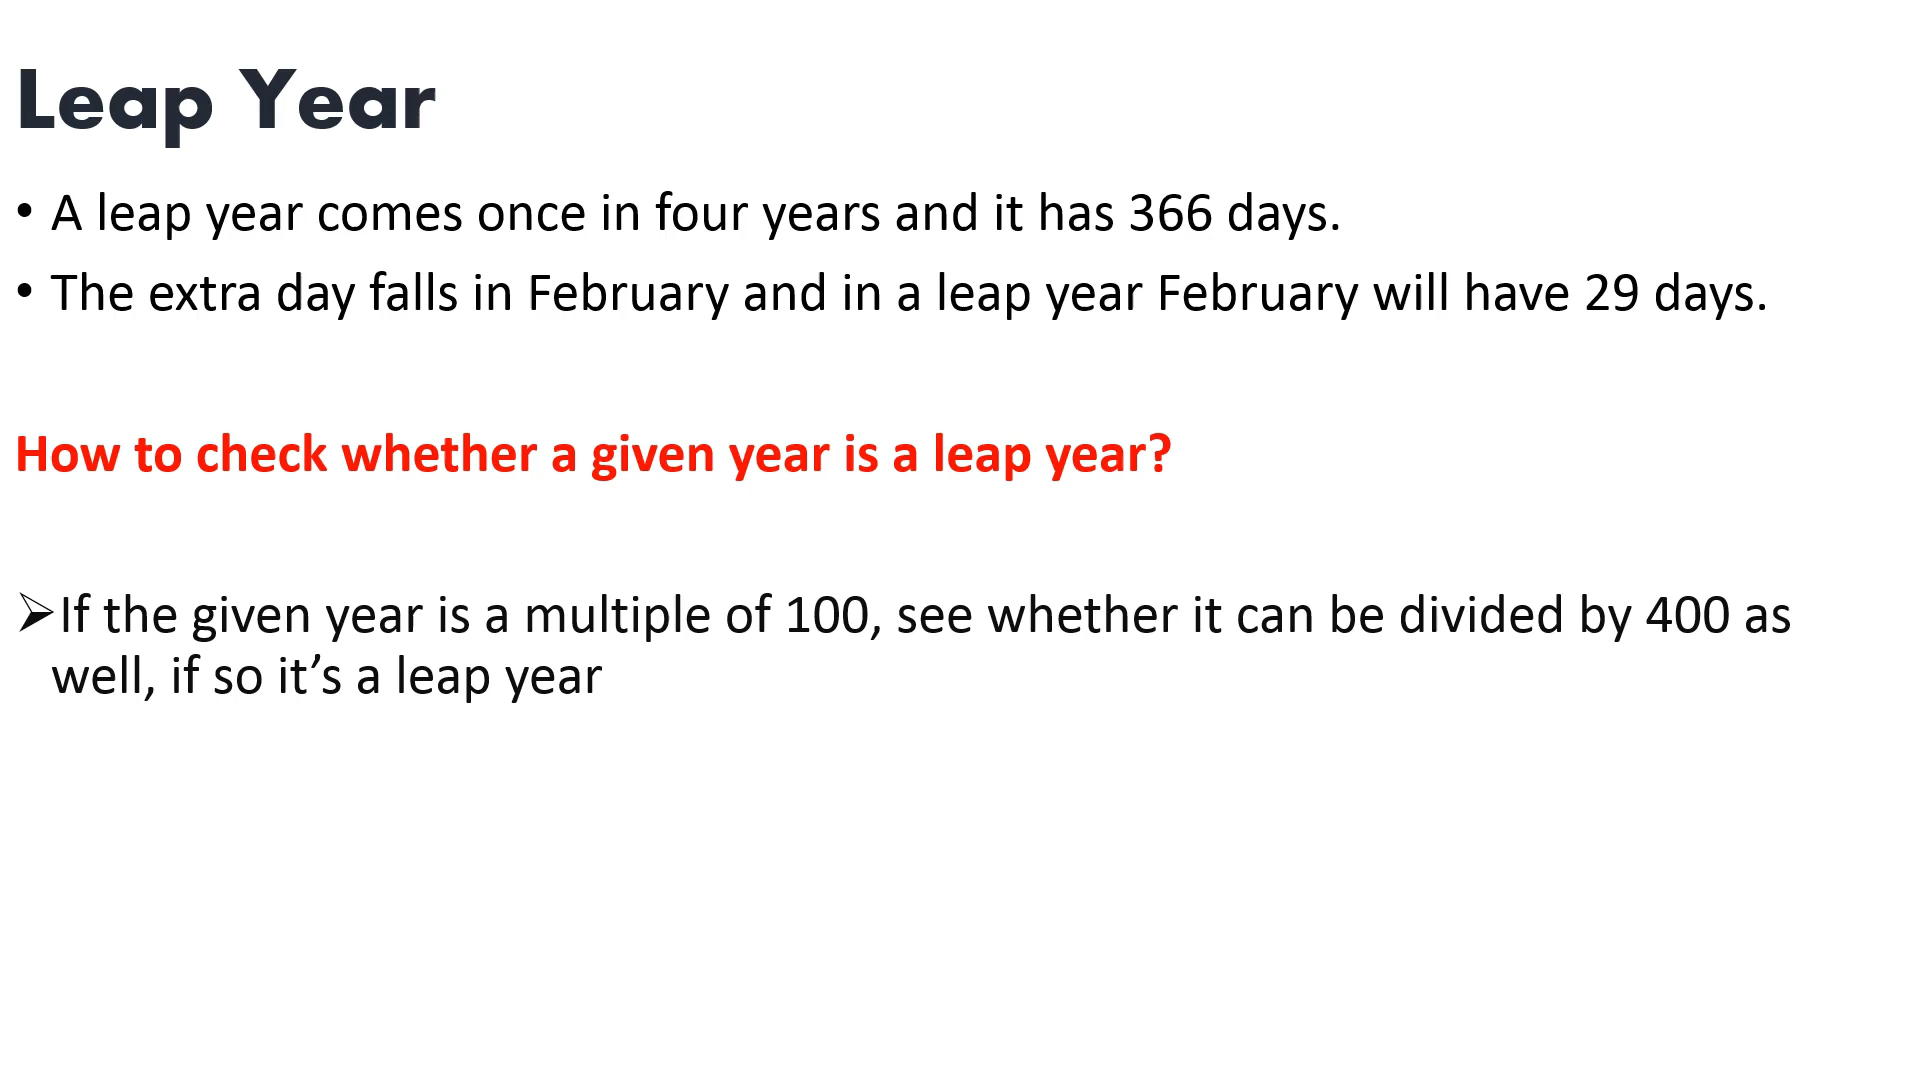 Leap Year
• A leap year comes once in four years and it has 366 days.
• The extra day falls in February and in a leap year February will have 29 days.
How to check whether a given year is a leap year?
➢If the given year is a multiple of 100, see whether it can be divided by 400 as
well, if so it’s a leap year